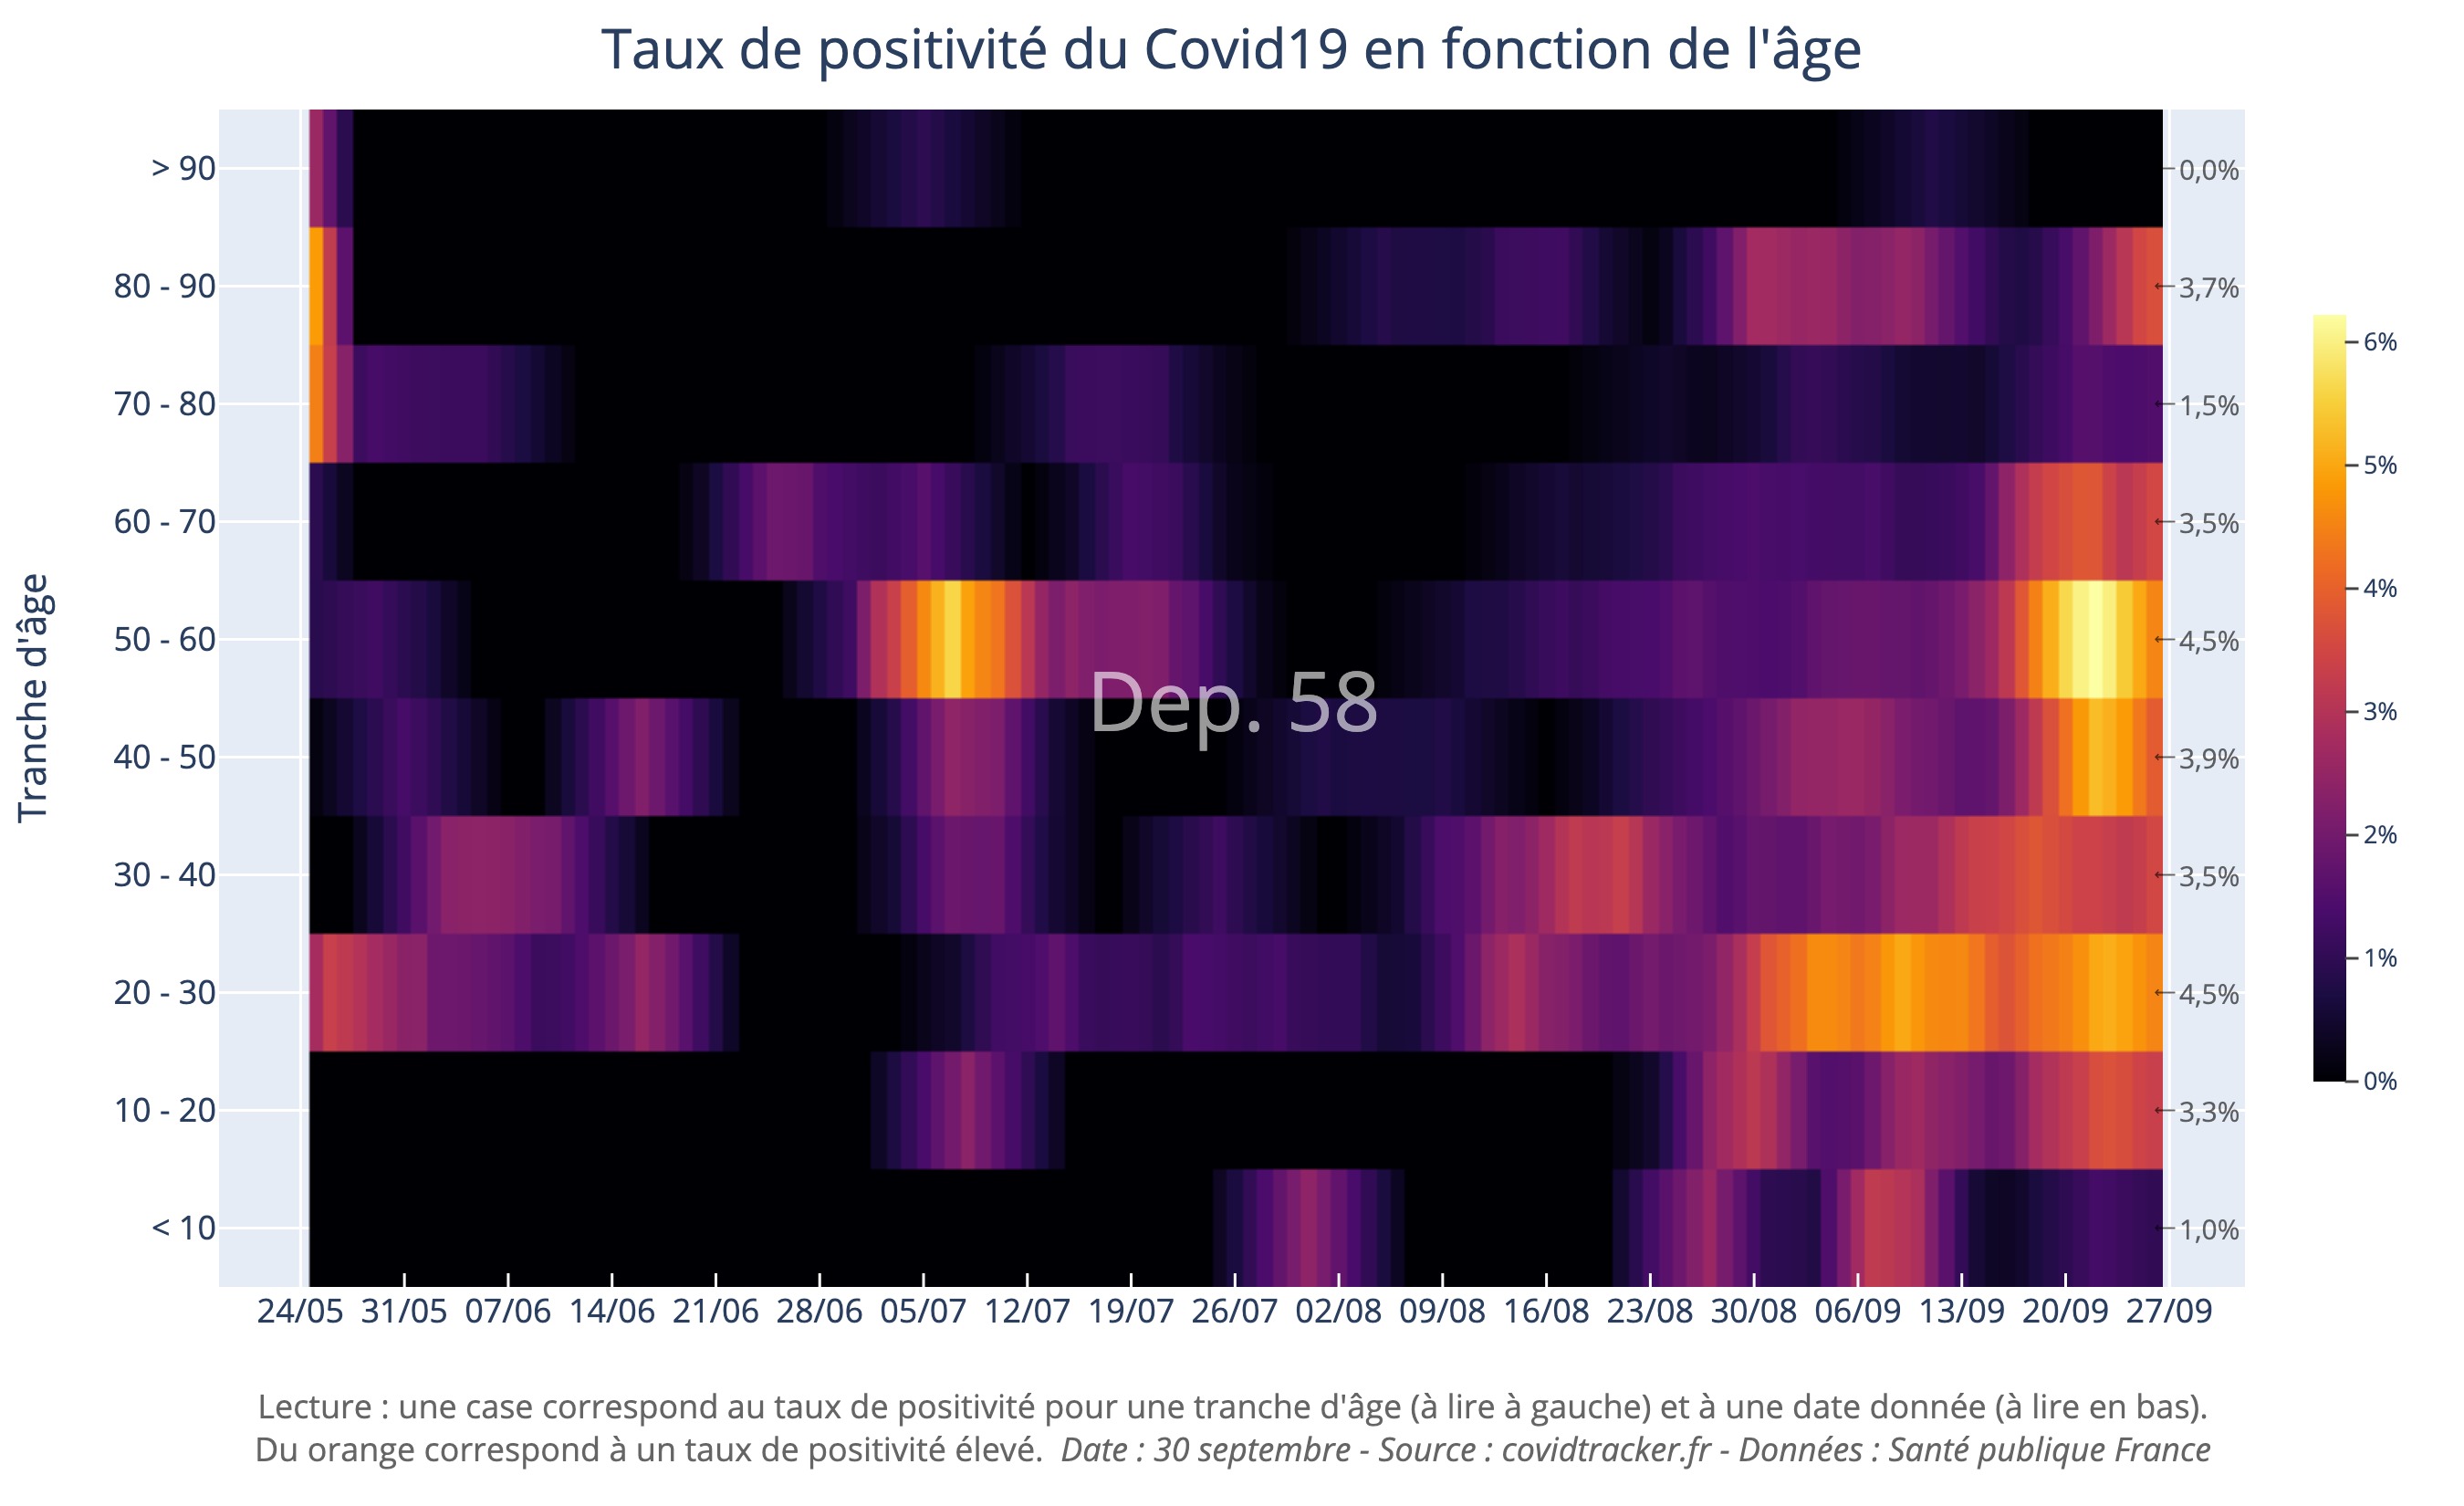 Taux de positivité du Covid19 en fonction de l'âge
Tranche d'âge
> 90
80 - 90
70 - 80
60 - 70
50 - 60
40 - 50
30 - 40
20 - 30
10 - 20
< 10
Dep. 58
0,0%
3,7%
1,5%
3,5%
4,5%
3,9%
3,5%
4,5%
3,3%
1,0%
6%
5%
4%
3%
2%
1%
0%
24/05 31/05 07/06 14/06 21/06 28/06 05/07 12/07 19/07 26/07 02/08 09/08 16/08 23/08 30/08 06/09 13/09 20/09 27/09
Lecture : une case correspond au taux de positivité pour une tranche d'âge (à lire à gauche) et à une date donnée (à lire en bas).
Du orange correspond à un taux de positivité élevé. Date : 30 septembre - Source : covidtracker.fr - Données : Santé publique France